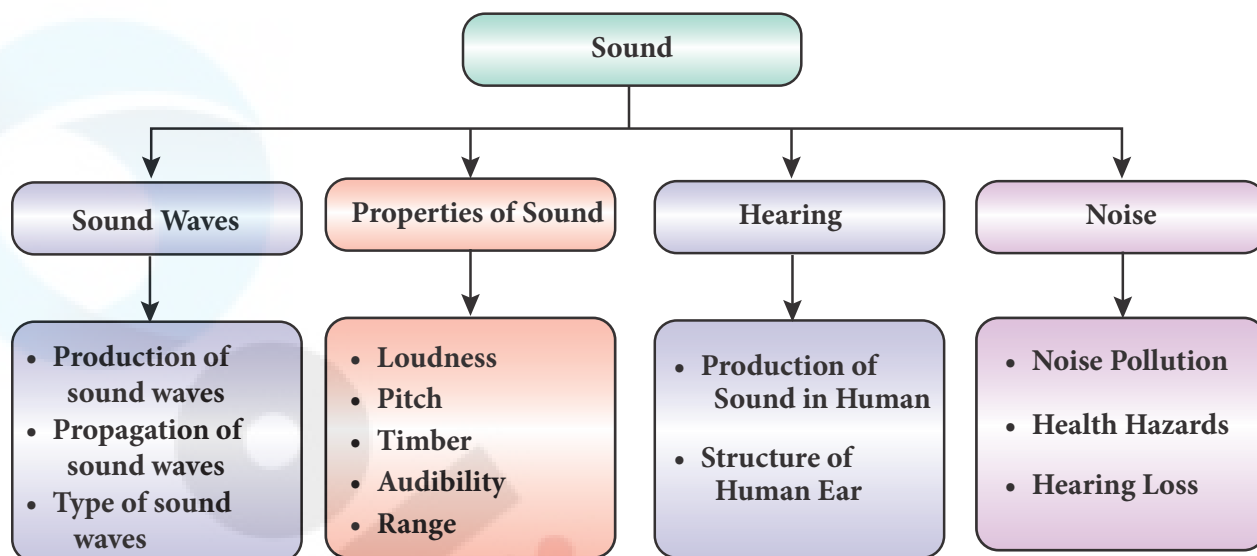 Sound
Sound Waves
Properties of Sound
Hearing
Noise
• Production of
sound waves
• Propagation of
sound waves
• Type of sound
waves
• Loudness
• Pitch
• Timber
• Audibility
• Range
• Production of
Sound in Human
• Structure of
Human Ear
• Noise Pollution
• Health Hazards
• Hearing Loss